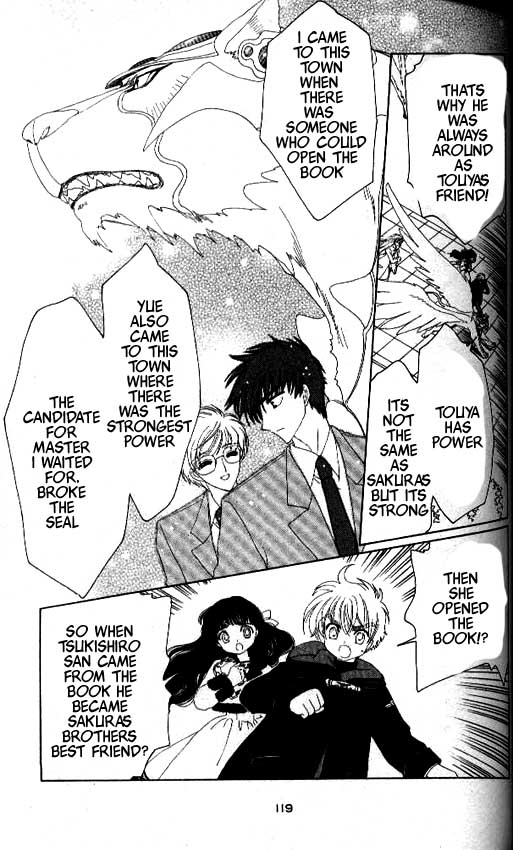 THATS
WHY HE
WAS
ALWAYS
AROUND
AS
TOUYAS
FRIEND!
TOUYA
HAS
POWER
ITS
NOT
THE
SAME
AS
SAKURAS
BUT ITS
STRONG
I CAME
TO THIS
TOWN
WHEN
THERE
WAS
SOMEONE
WHO COULD
OPEN THE
BOOK
YUE
ALSO
CAME
TO THIS
TOWN
WHERE
THERE
WAS THE
STRONGEST
POWER
THE
CANDIDATE
FOR
MASTER
I WAITED
FOR,
BROKE
THE
SEAL
THEN
SHE
OPENED
THE
BOOK!?
SO WHEN
TSUKISHIRO
SAN CAME
FROM THE
BOOK HE
BECAME
SAKURAS
BROTHERS
BEST FRIEND?
119